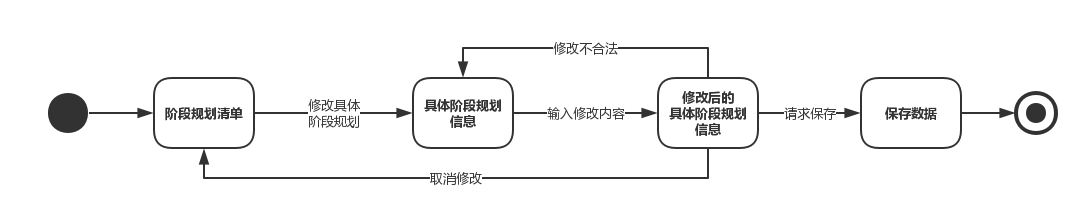 修改不合法
阶段规划清单
修改具体
阶段规划
具体阶段规划
信息
输入修改内容
修改后的
具体阶段规划
信息
请求保存
保存数据
取消修改